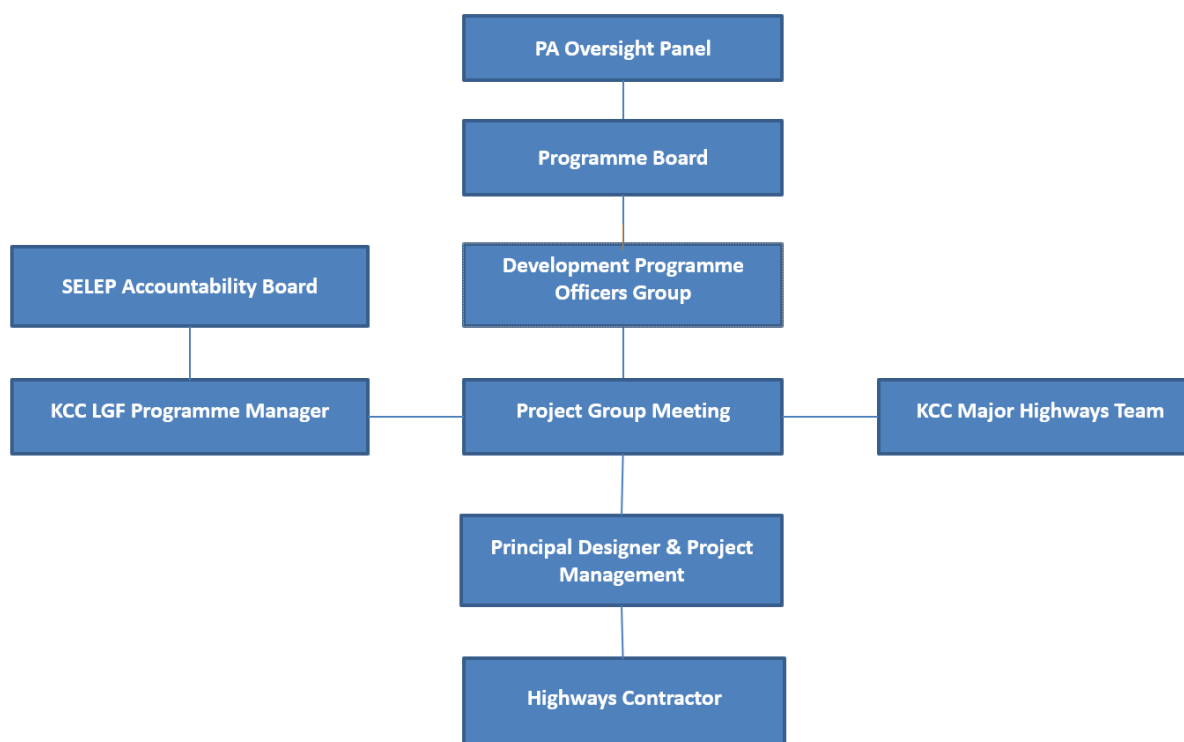 PA Oversight Panel
Programme Board
Development Programme
Officers Group
SELEP Accountability Board
KCC LGF Programme Manager
Project Group Meeting
KCC Major Highways Team
Principal Designer & Project
Management
Highways Contractor